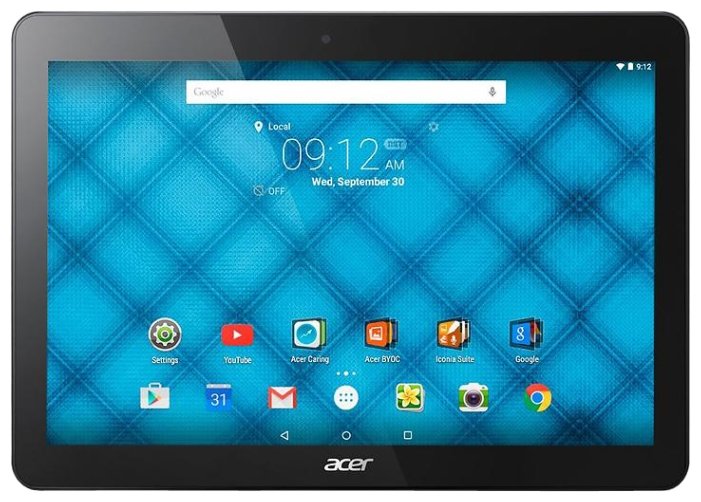 9:12
Google
Local
09:12 AM
Wed, September 30
OFF
Settings
YouTube
Acer Caring
Acer BYOC
Iconia Suite
Google
31
acer